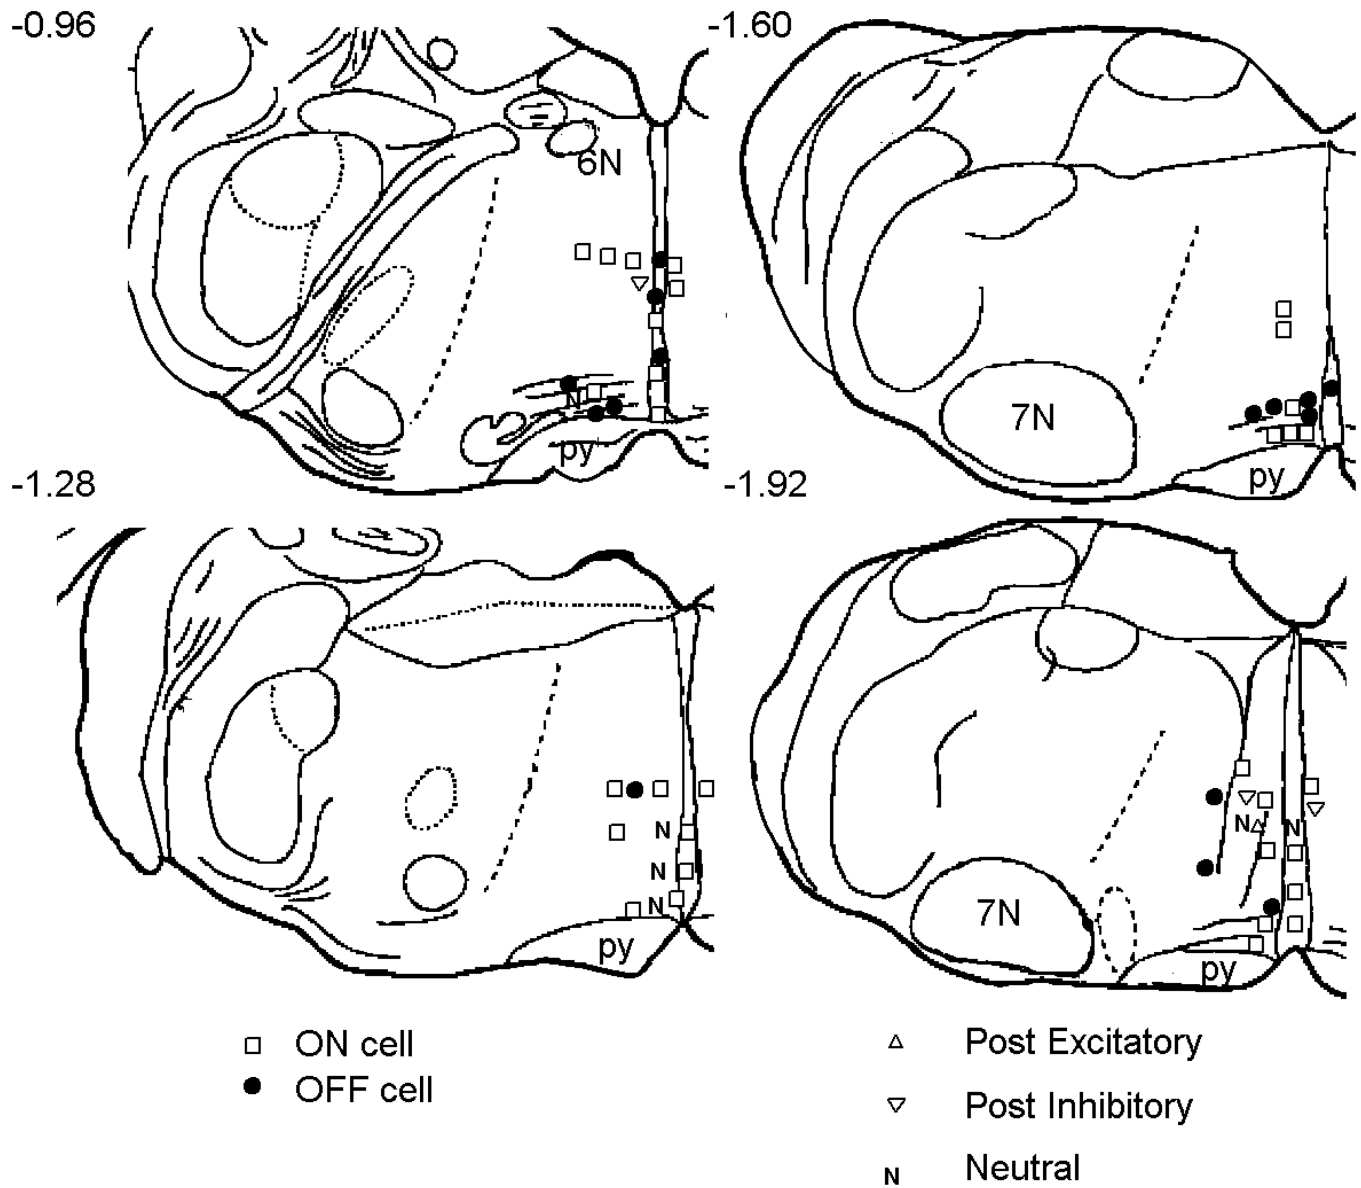 -0.96
-1.60
6N
N
7N
py
py
-1.28
-1.92
N
N
N
N
N
7N
py
py
ON cell
OFF cell
Post Excitatory
Post Inhibitory
N Neutral